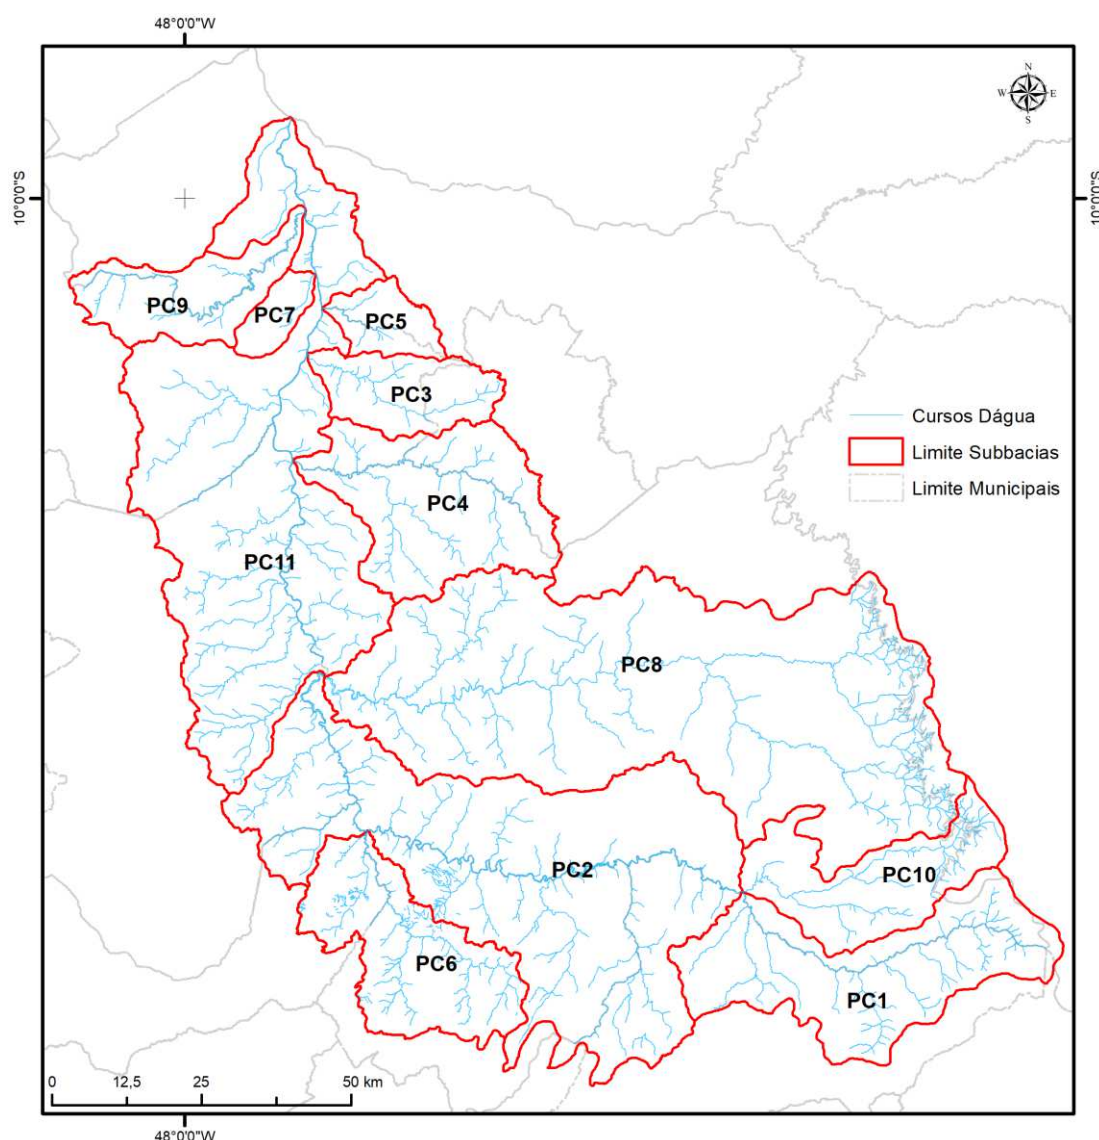 48°0'0"W
N
W E
S
10°0'0"S
10°0'0"S
PC9
PC7
PC5
PC3
Cursos Dágua
Limite Subbacias
Limite Municipais
PC4
PC11
PC8
PC2
PC10
PC6
PC1
0 12,5 25 50 km
48°0'0"W